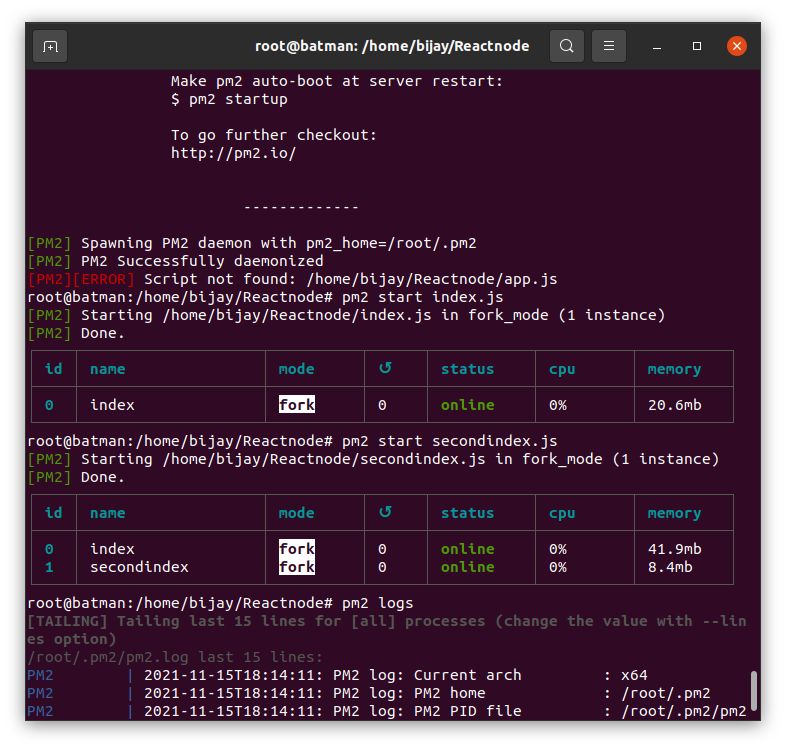 root@batman: /home/bijay/Reactnode
Make pm2 auto-boot at server restart:
$ pm2 startup
To go further checkout:
http://pm2.io/
-------------
[PM2] Spawning PM2 daemon with pm2_home=/root/.pm2
[PM2] PM2 Successfully daemonized
[PM2][ERROR] Script not found: /home/bijay/Reactnode/app.js
root@batman:/home/bijay/Reactnode# pm2 start index.js
[PM2] Starting /home/bijay/Reactnode/index.js in fork_mode (1 instance)
[PM2] Done.
id name mode ↺ status cpu memory
0 index fork 0 online 0% 20.6mb
root@batman:/home/bijay/Reactnode# pm2 start secondindex.js
[PM2] Starting /home/bijay/Reactnode/secondindex.js in fork_mode (1 instance)
[PM2] Done.
id name mode ↺ status cpu memory
0 index fork 0 online 0% 41.9mb
1 secondindex fork 0 online 0% 8.4mb
root@batman:/home/bijay/Reactnode# pm2 logs
[TAILING] Tailing last 15 lines for [all] processes (change the value with --lin
es option)
/root/.pm2/pm2.log last 15 lines:
PM2 | 2021-11-15T18:14:11: PM2 log: Current arch : x64
PM2 | 2021-11-15T18:14:11: PM2 log: PM2 home : /root/.pm2
PM2 | 2021-11-15T18:14:11: PM2 log: PM2 PID file : /root/.pm2/pm2